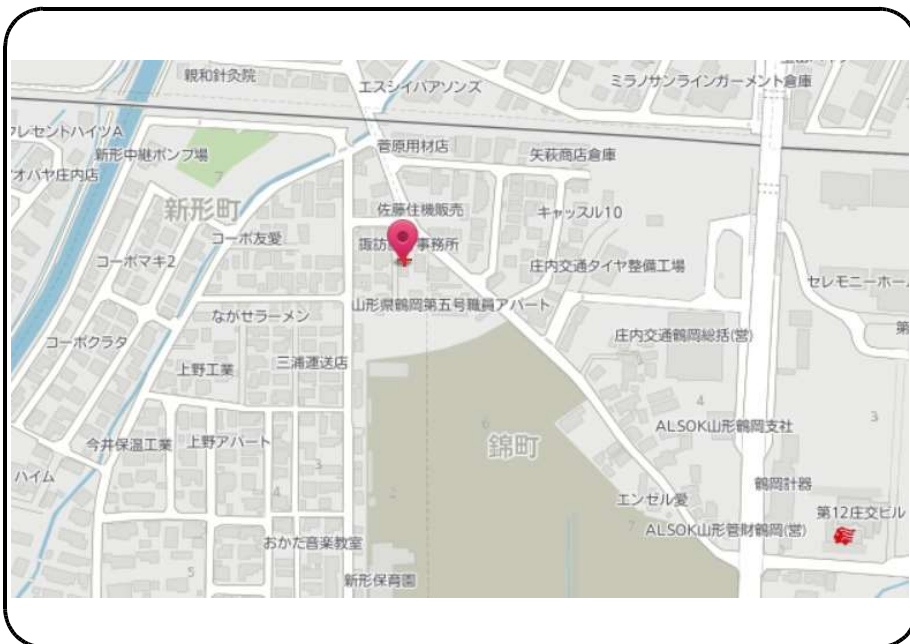 親和針灸院
エスシイパアソンズ
ミラノサンラインガーメント倉庫
クレセントハイツA
菅原用材店
新形中継ポンプ場
矢萩商店倉庫
オバヤ庄内店
7
新形町
佐藤住機販売
キャッスル10
コーポ友愛
諏訪
事務所
コーポマキ2
庄内交通タイヤ整備工場
セレモニーホー
山形県鶴岡第五号職員アパート
ながせラーメン
第
コーポクラタ
庄内交通鶴岡総括(営)
三浦運送店
上野工業
4
3
6
ALSOK山形鶴岡支社
今井保温工業
上野アパート
錦町
3
ハイム
4
鶴岡計器
エンゼル愛
第12庄交ビル
7
ALSOK山形管財鶴岡(営)
おかだ音楽教室
5
新形保育園